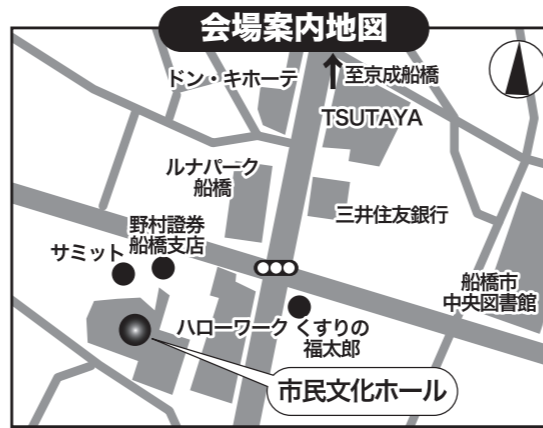 会場案内地図
ドン・キホーテ
至京成船橋
TSUTAYA
ルナパーク
船橋
三井住友銀行
野村證券
船橋支店
サミット
船橋市
中央図書館
ハローワーク
くすりの
福太郎
市民文化ホール